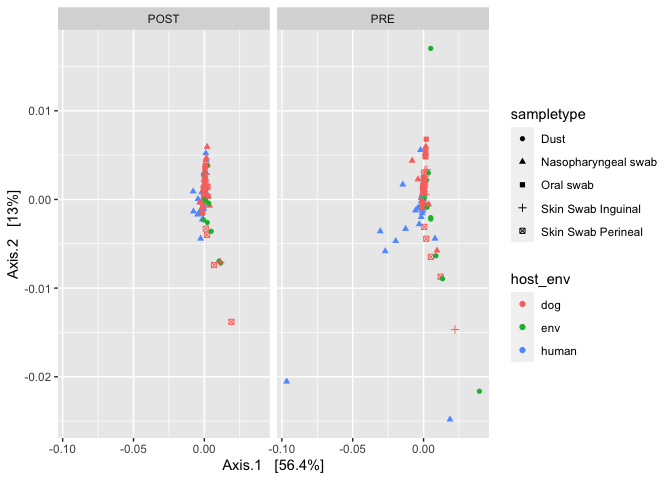 POST
PRE
Axis.2   [13%]
0.01
0.00
-0.01
-0.02
-0.10
-0.05
0.00
-0.10
-0.05
0.00
Axis.1   [56.4%]
sampletype
Dust
Nasopharyngeal swab
Oral swab
Skin Swab Inguinal
Skin Swab Perineal
host_env
dog
env
human